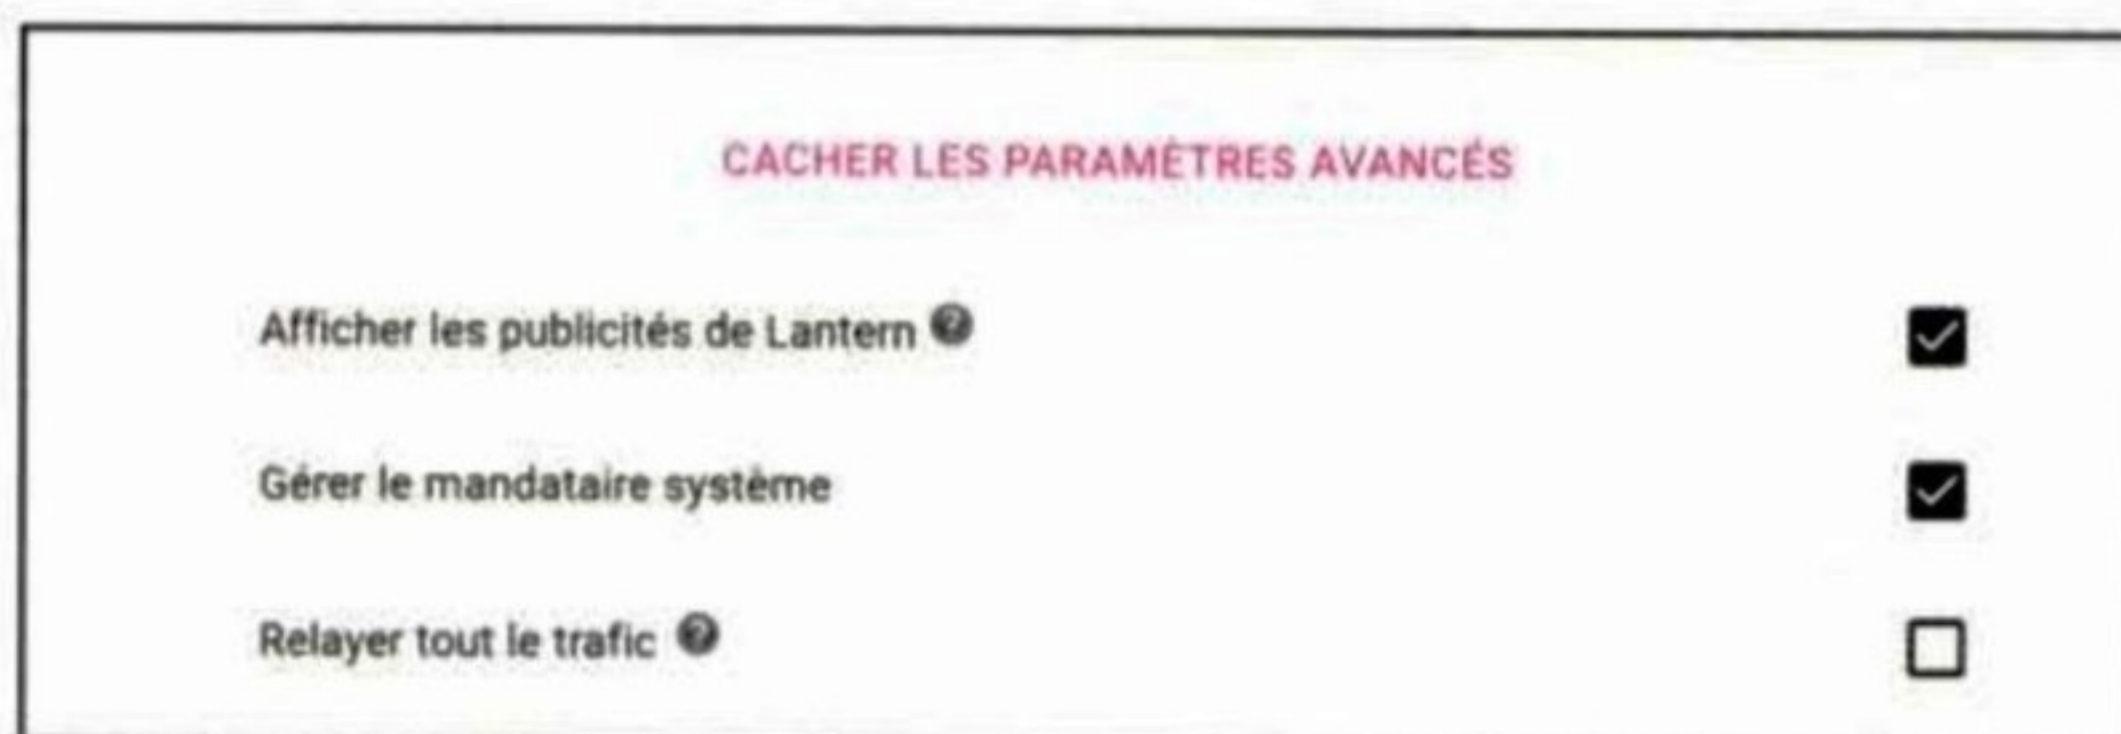 CACHER LES PARAMÈTRES AVANCÉS
Afficher les publicités de Lantern
Gérer le mandataire système
Relayer tout le trafic